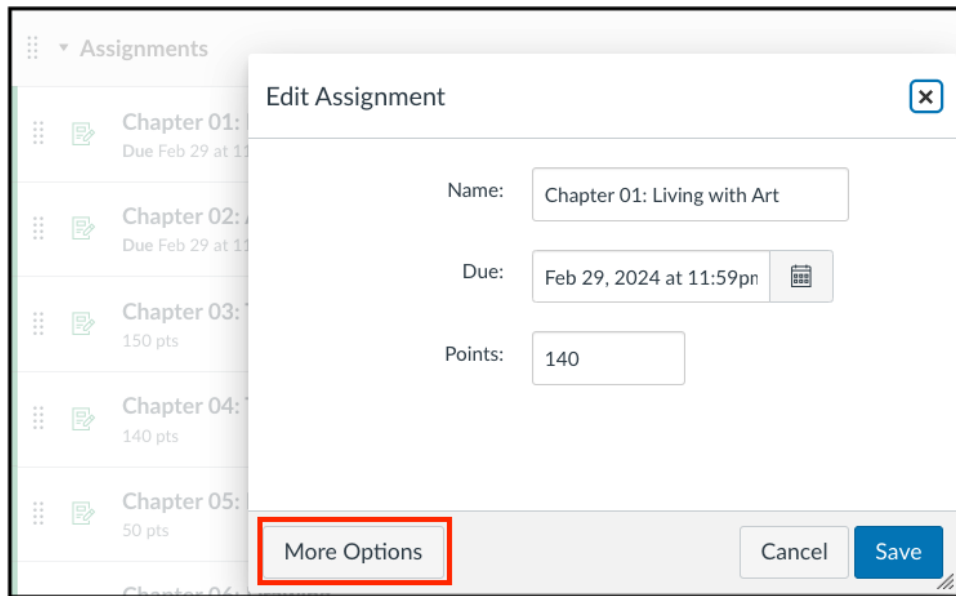 Assignments
Edit Assignment
Chapter 01:
Due Feb 29 at 11
Name:
Chapter 01: Living with Art
Chapter 02:
Due Feb 29 at 11
Due:
Feb 29, 2024 at 11:59pm
Chapter 03:
150 pts
Points:
140
Chapter 04:
140 pts
Chapter 05:
50 pts
More Options
Cancel
Save
Chapter 06: